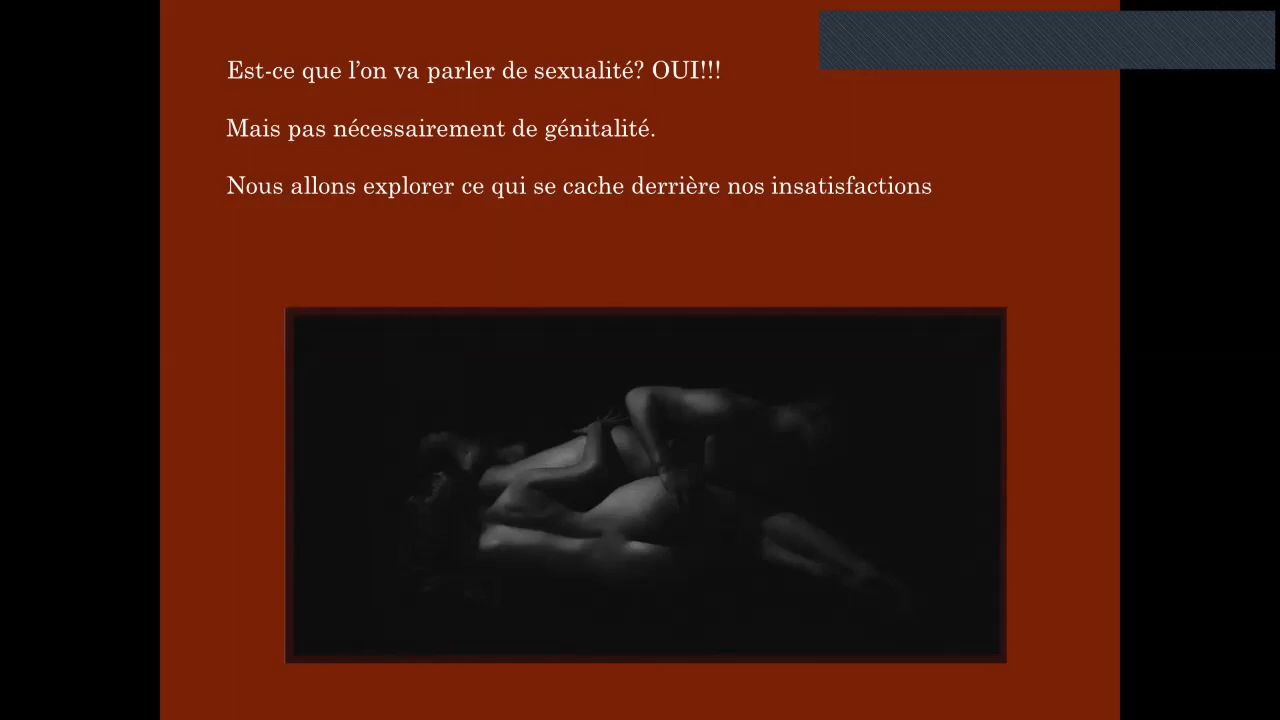 Est-ce que l’on va parler de sexualité? OUI!!!
Mais pas nécessairement de génitalité.
Nous allons explorer ce qui se cache derrière nos insatisfactions